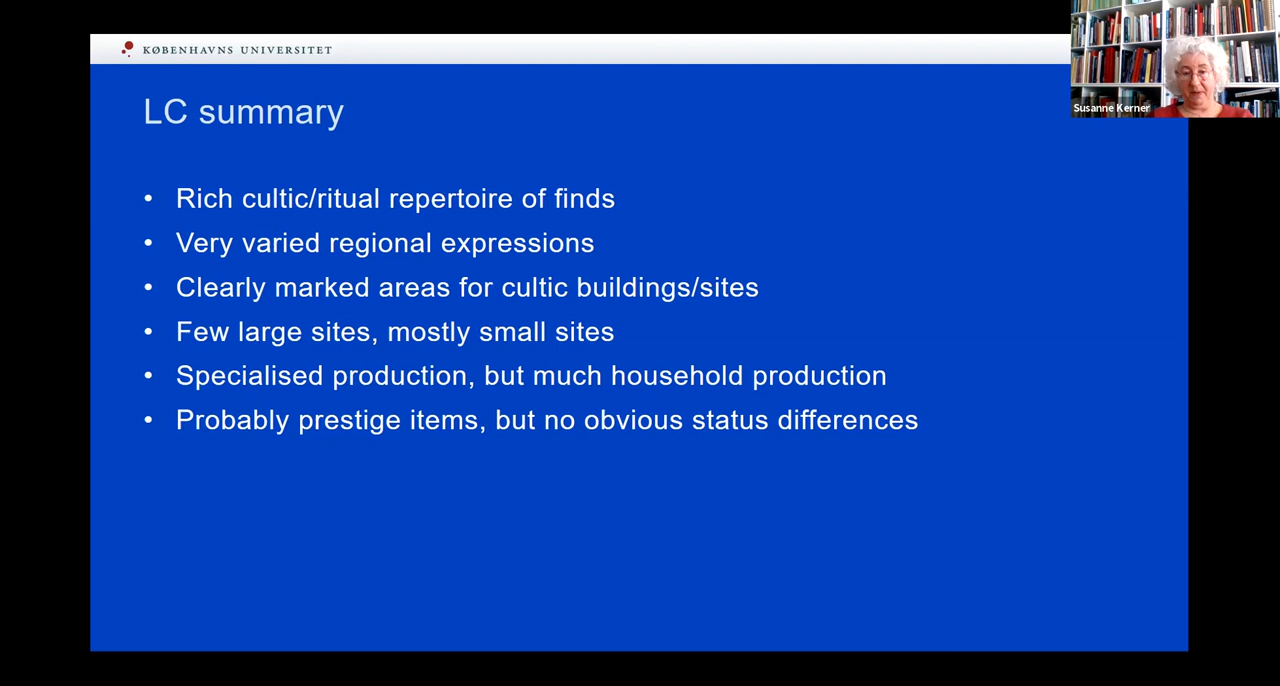 KØBENHAVNS UNIVERSITET
Susanne Kerner
LC summary
• Rich cultic/ritual repertoire of finds
• Very varied regional expressions
• Clearly marked areas for cultic buildings/sites
• Few large sites, mostly small sites
• Specialised production, but much household production
• Probably prestige items, but no obvious status differences